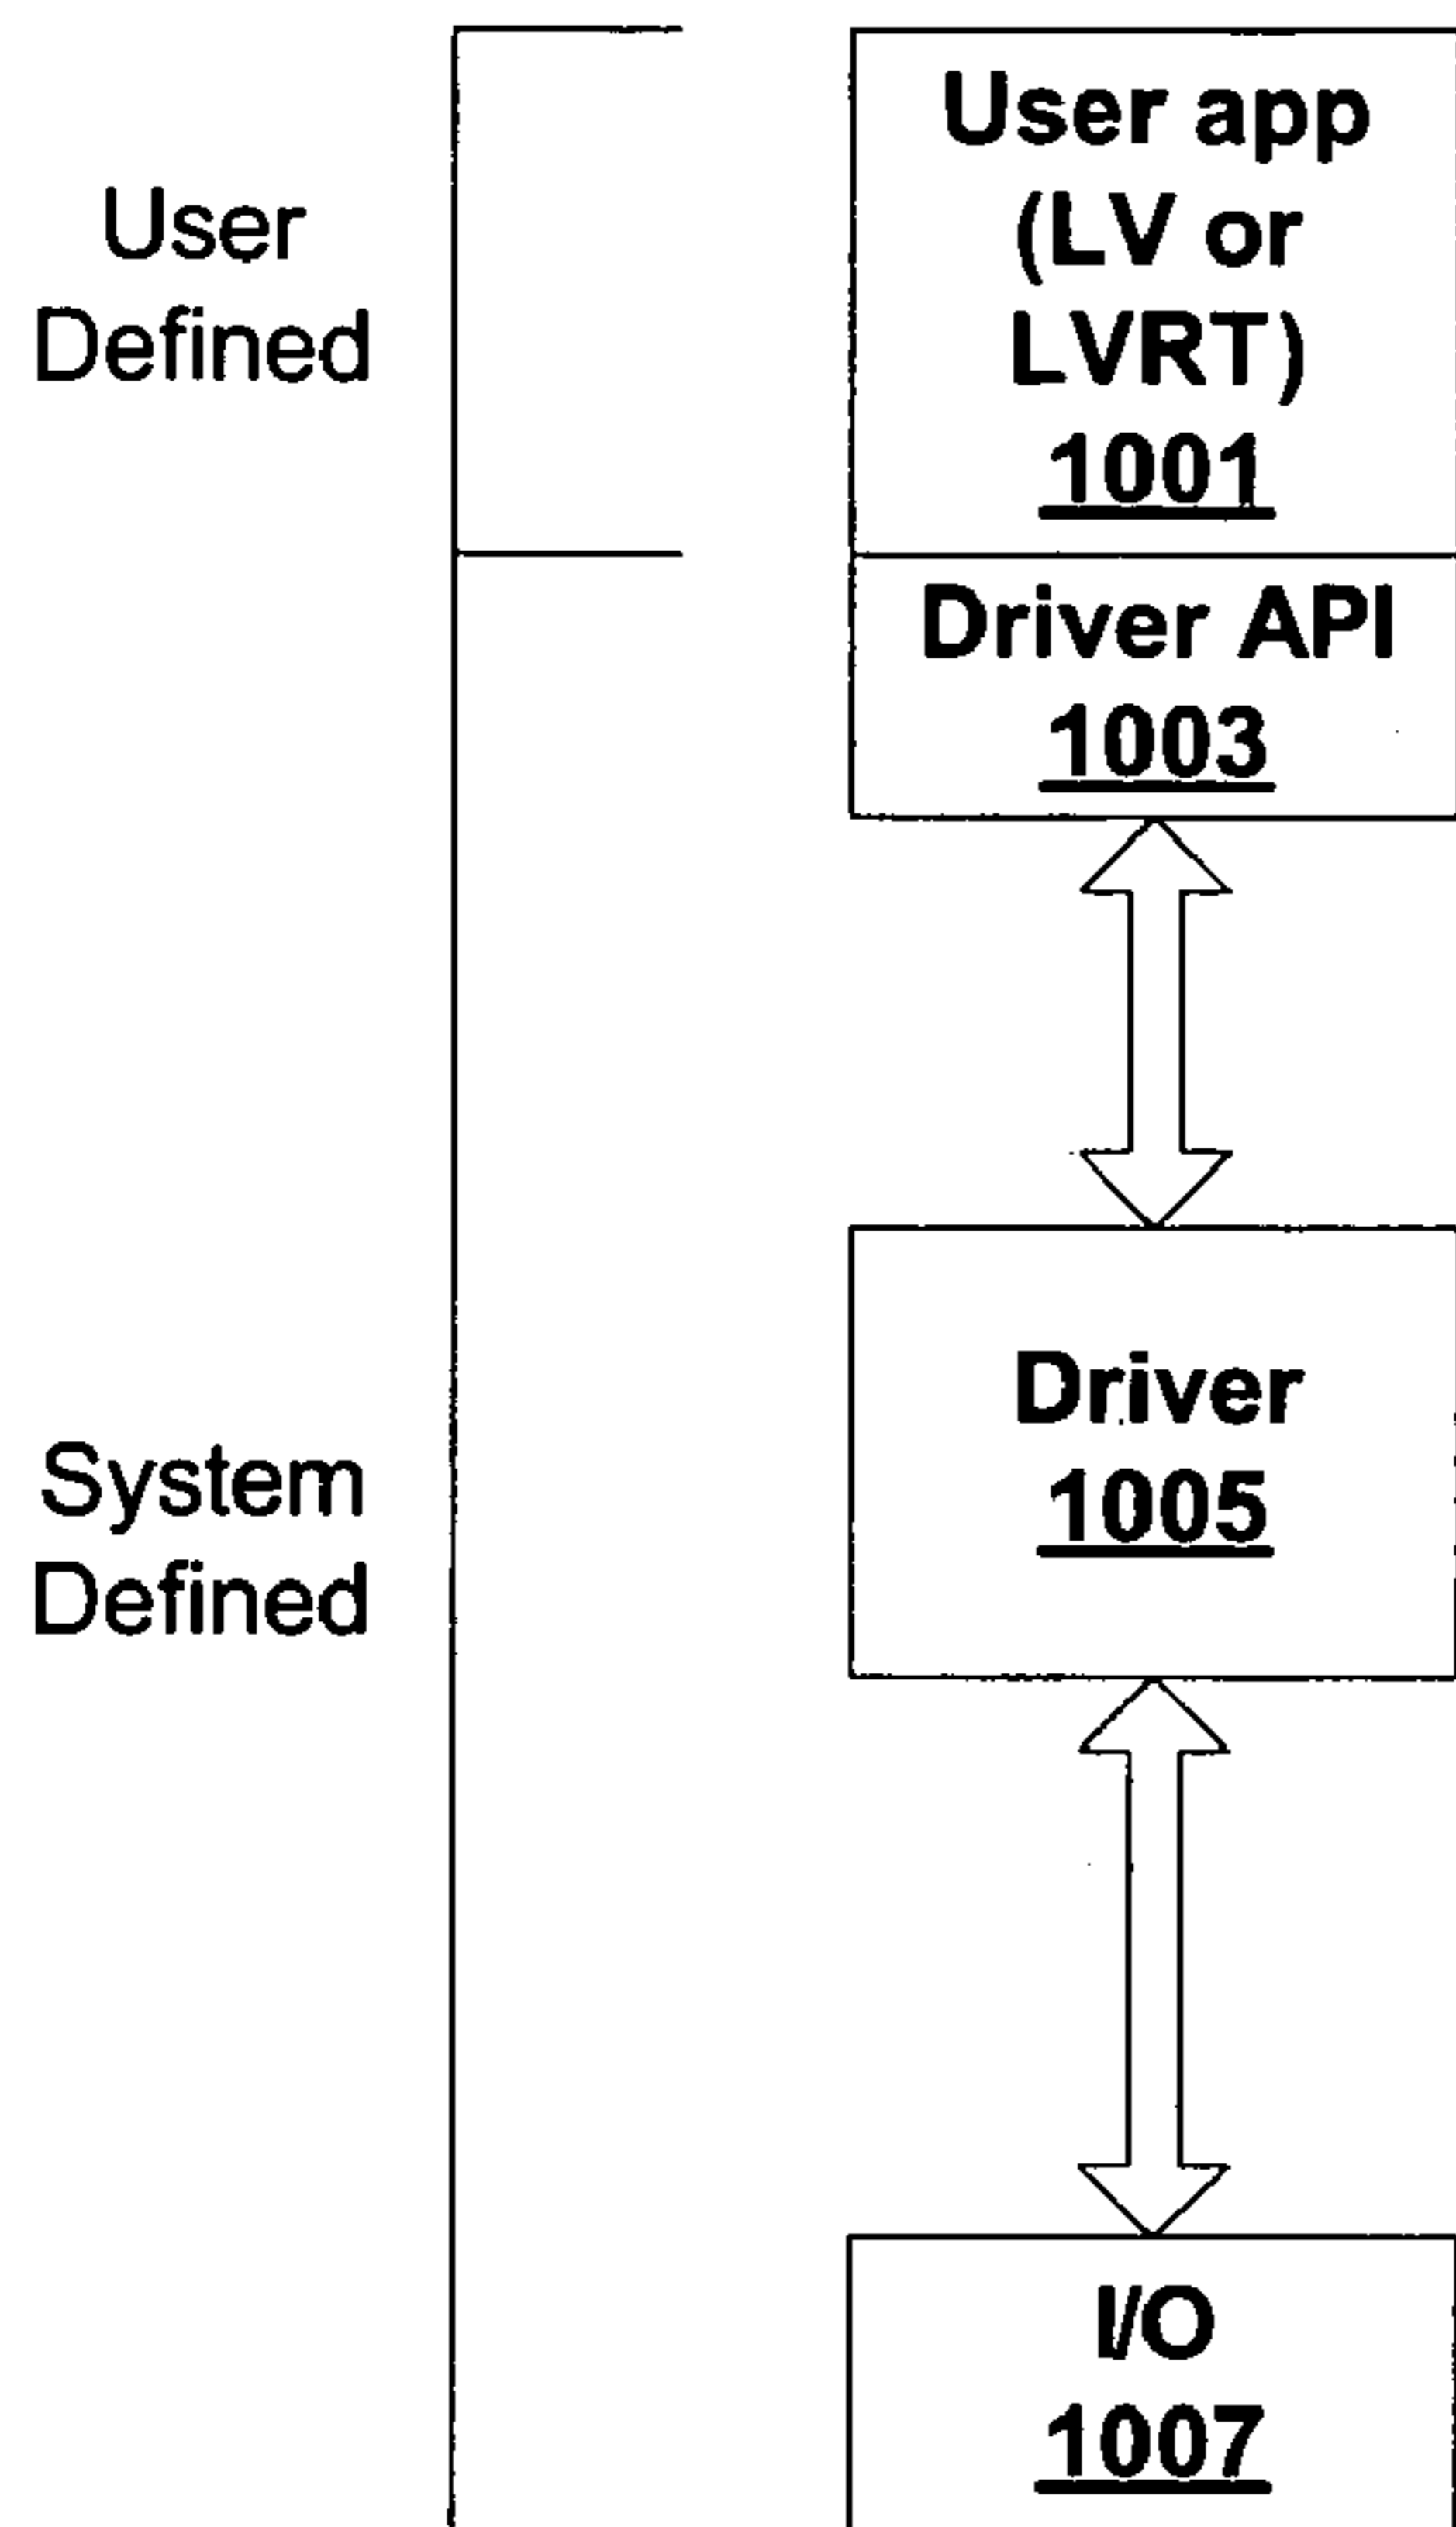 User
Defined
User app
(LV or
LVRT)
1001
Driver API
1003
System
Defined
Driver
1005
I/O
1007